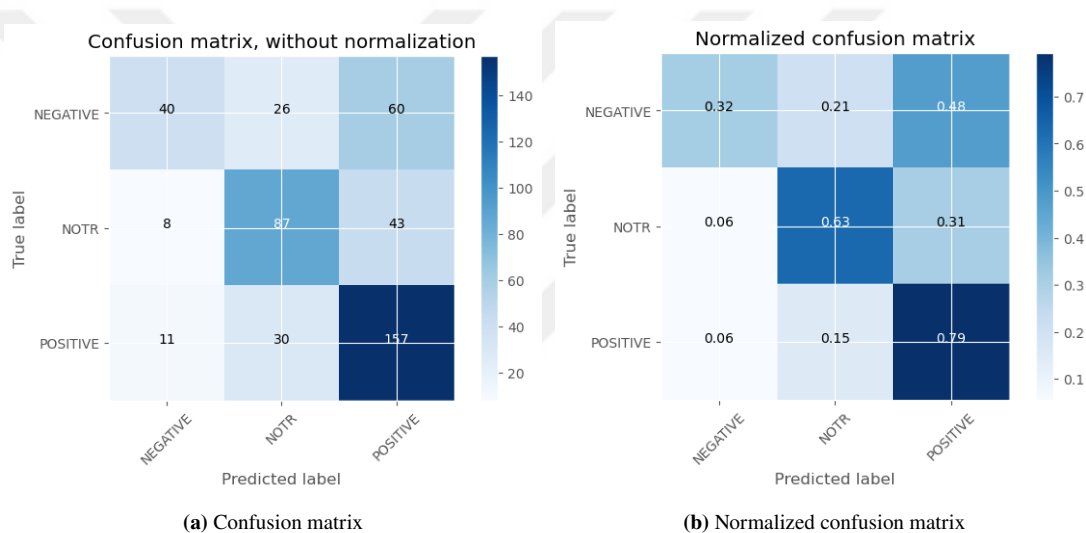 Confusion matrix, without normalization
NEGATIVE 40 26 60
NOTR 8 87 43
POSITIVE 11 30 157
140
120
100
80
60
40
20
True label
NEGATIVE NOTR POSITIVE
Predicted label
(a) Confusion matrix
Normalized confusion matrix
NEGATIVE 0.32 0.21 0.48
NOTR 0.06 0.63 0.31
POSITIVE 0.06 0.15 0.79
0.7
0.6
0.5
0.4
0.3
0.2
0.1
True label
NEGATIVE NOTR POSITIVE
Predicted label
(b) Normalized confusion matrix